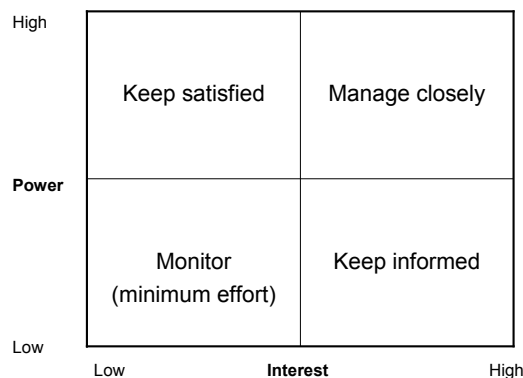 High
Keep satisfied
Manage closely
Power
Monitor
(minimum effort)
Keep informed
Low
Low
Interest
High